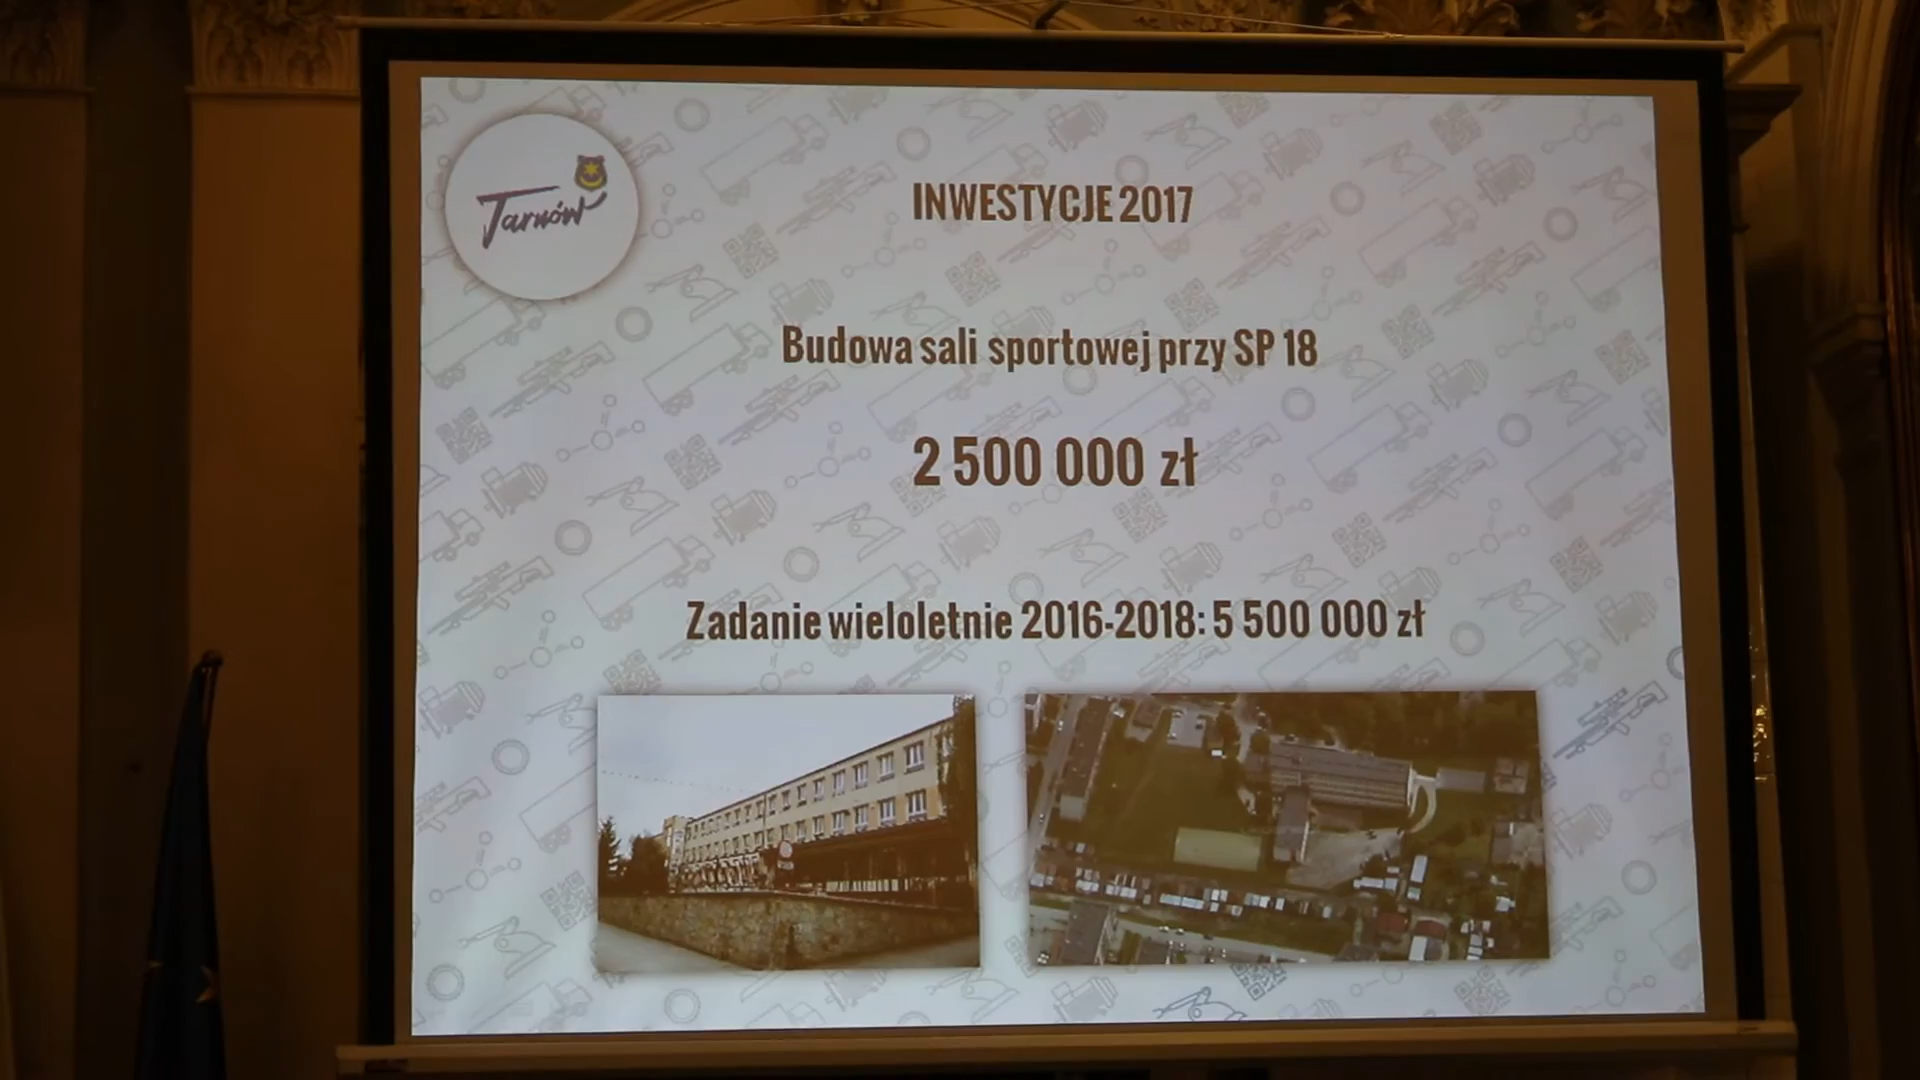 Tarnów
INWESTYCJE 2017
Budowa sali sportowej przy SP 18
2 500 000 zł
Zadanie wieloletnie 2016-2018: 5 500 000 zł